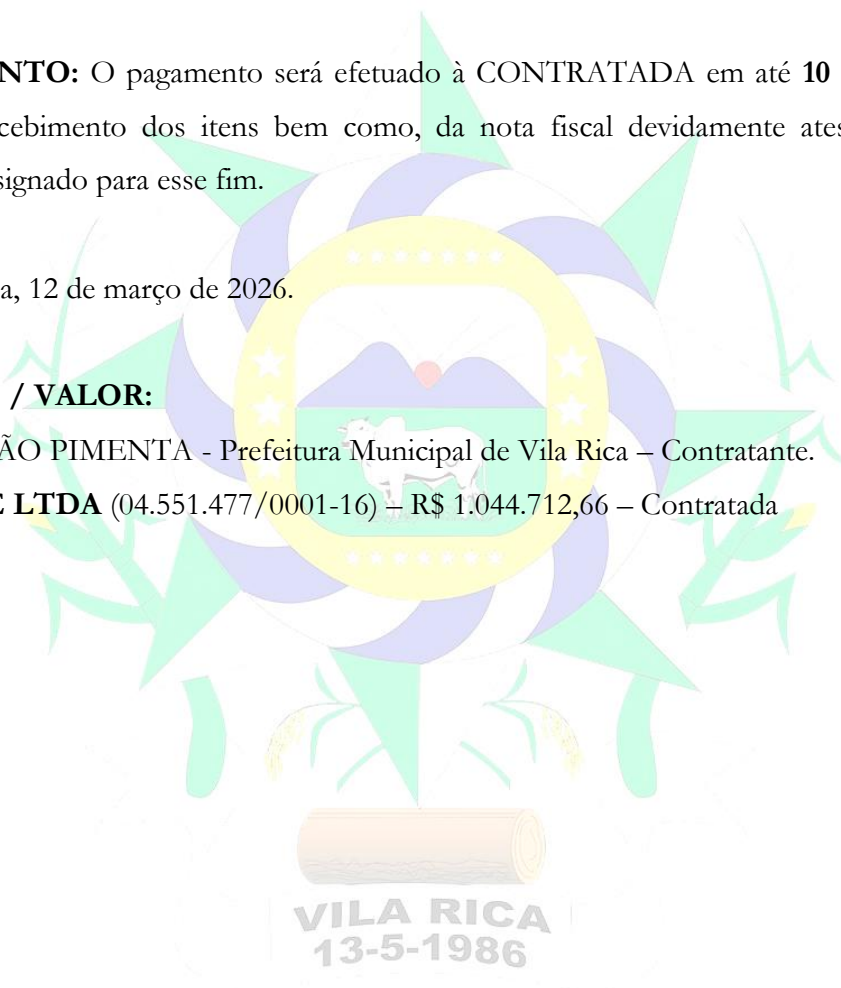 NTO: O pagamento será efetuado à CONTRATADA em até 10
cebimento dos itens bem como, da nota fiscal devidamente ates
signado para esse fim.
a, 12 de março de 2026.
/ VALOR:
ÃO PIMENTA - Prefeitura Municipal de Vila Rica – Contratante.
E LTDA (04.551.477/0001-16) – R$ 1.044.712,66 – Contratada
VILA RICA
13-5-1986